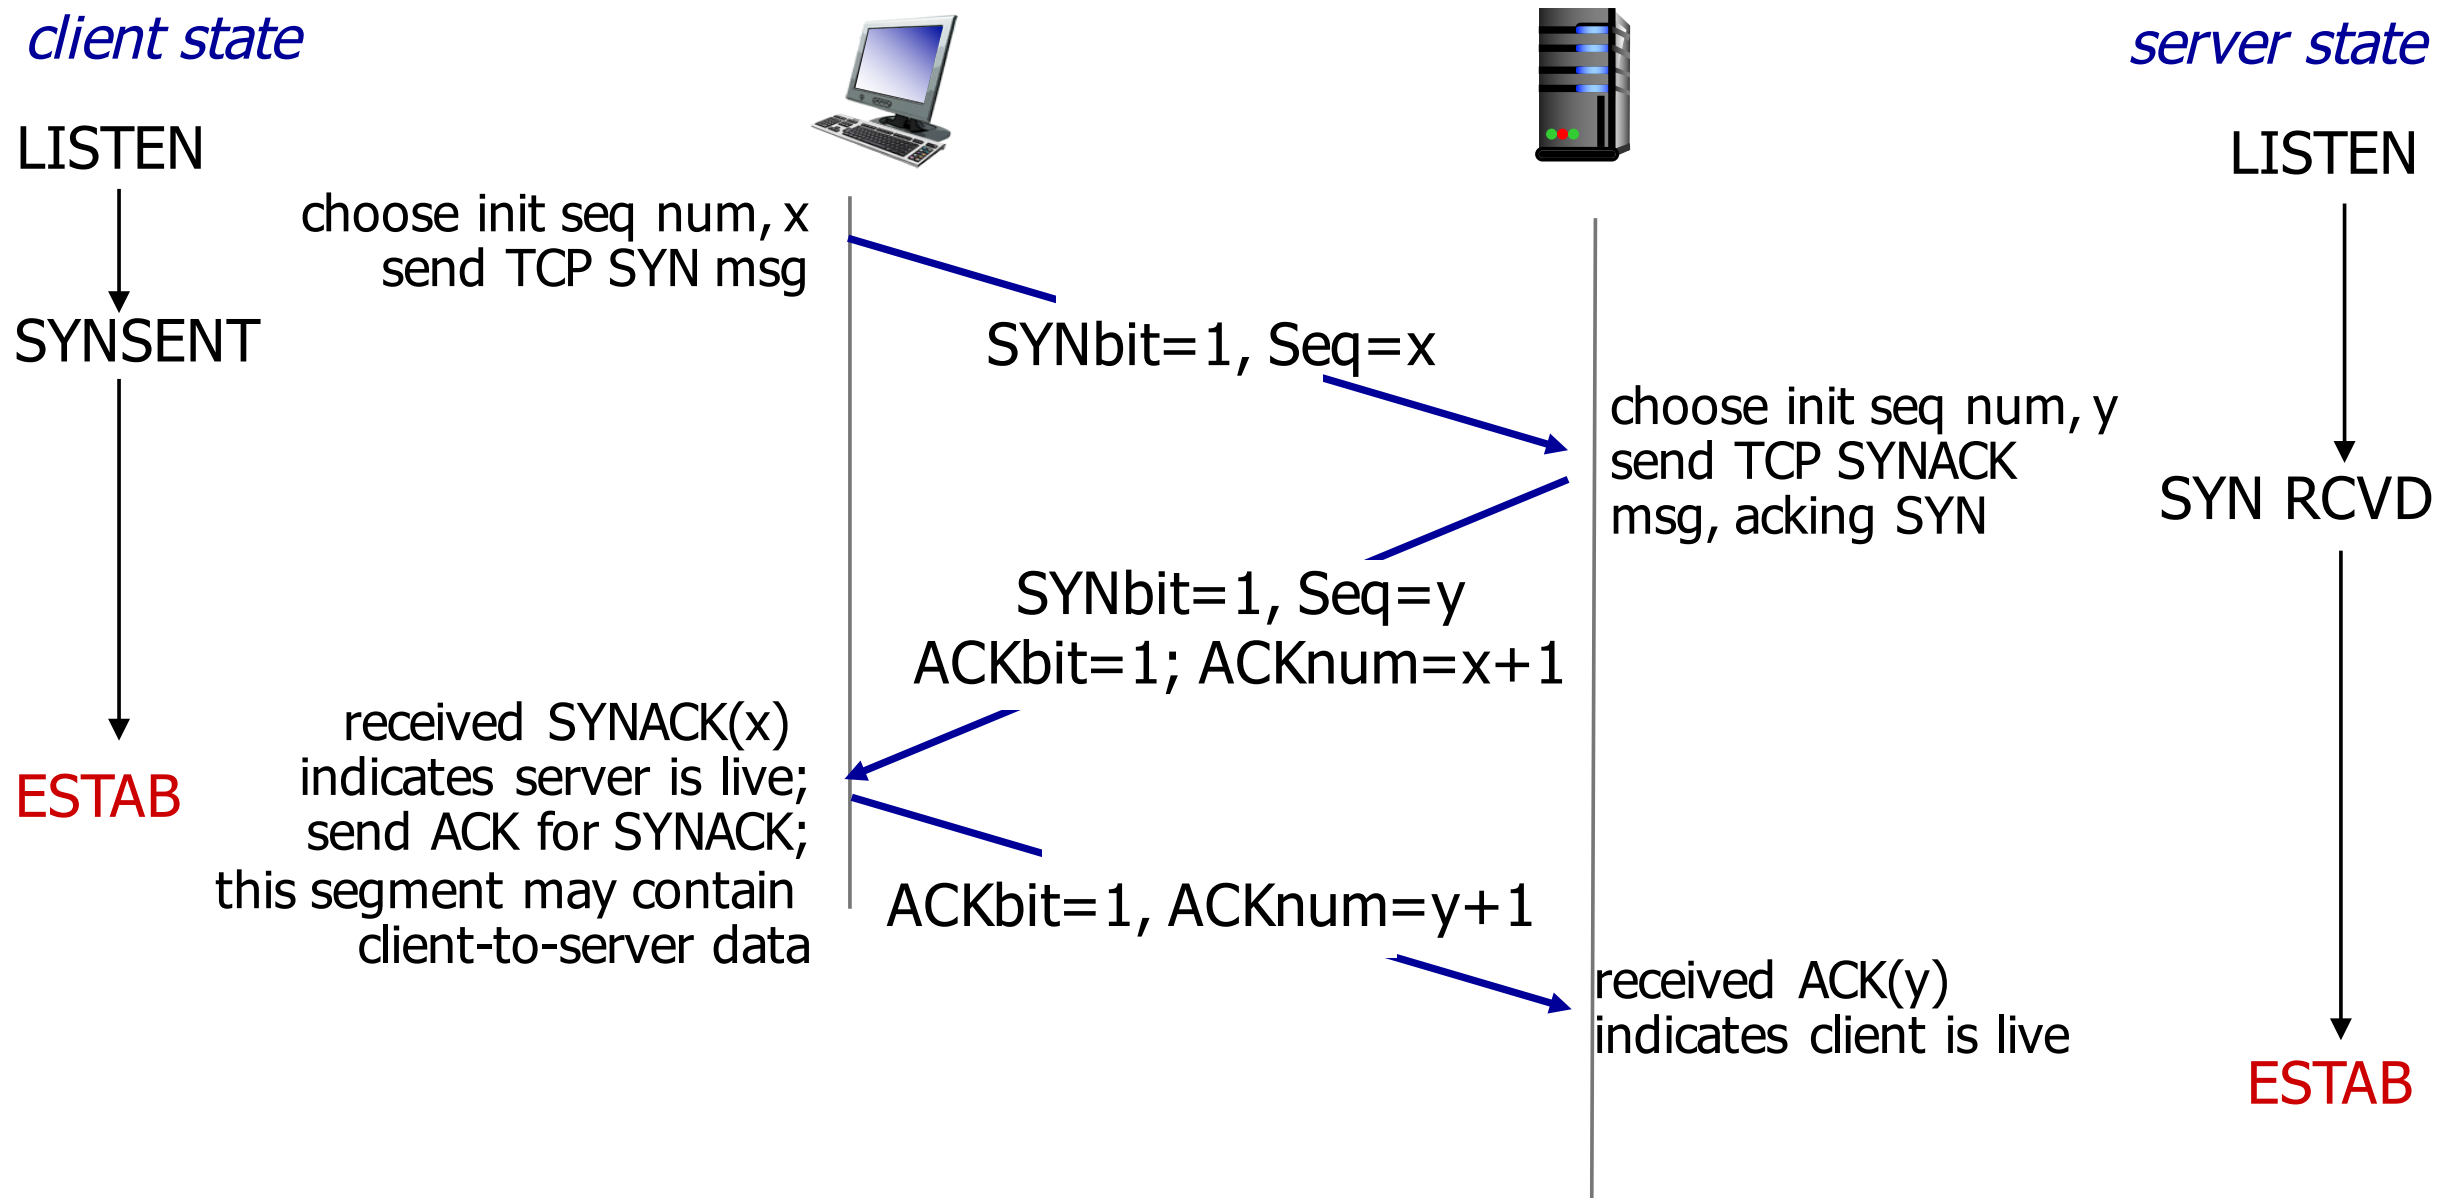 client state
server state
LISTEN
LISTEN
choose init seq num, x
send TCP SYN msg
SYNSENT
SYNbit=1, Seq=x
choose init seq num, y
send TCP SYNACK
msg, acking SYN
SYN RCVD
SYNbit=1, Seq=y
ACKbit=1; ACKnum=x+1
received SYNACK(x)
indicates server is live;
send ACK for SYNACK;
this segment may contain
client-to-server data
ESTAB
ACKbit=1, ACKnum=y+1
received ACK(y)
indicates client is live
ESTAB